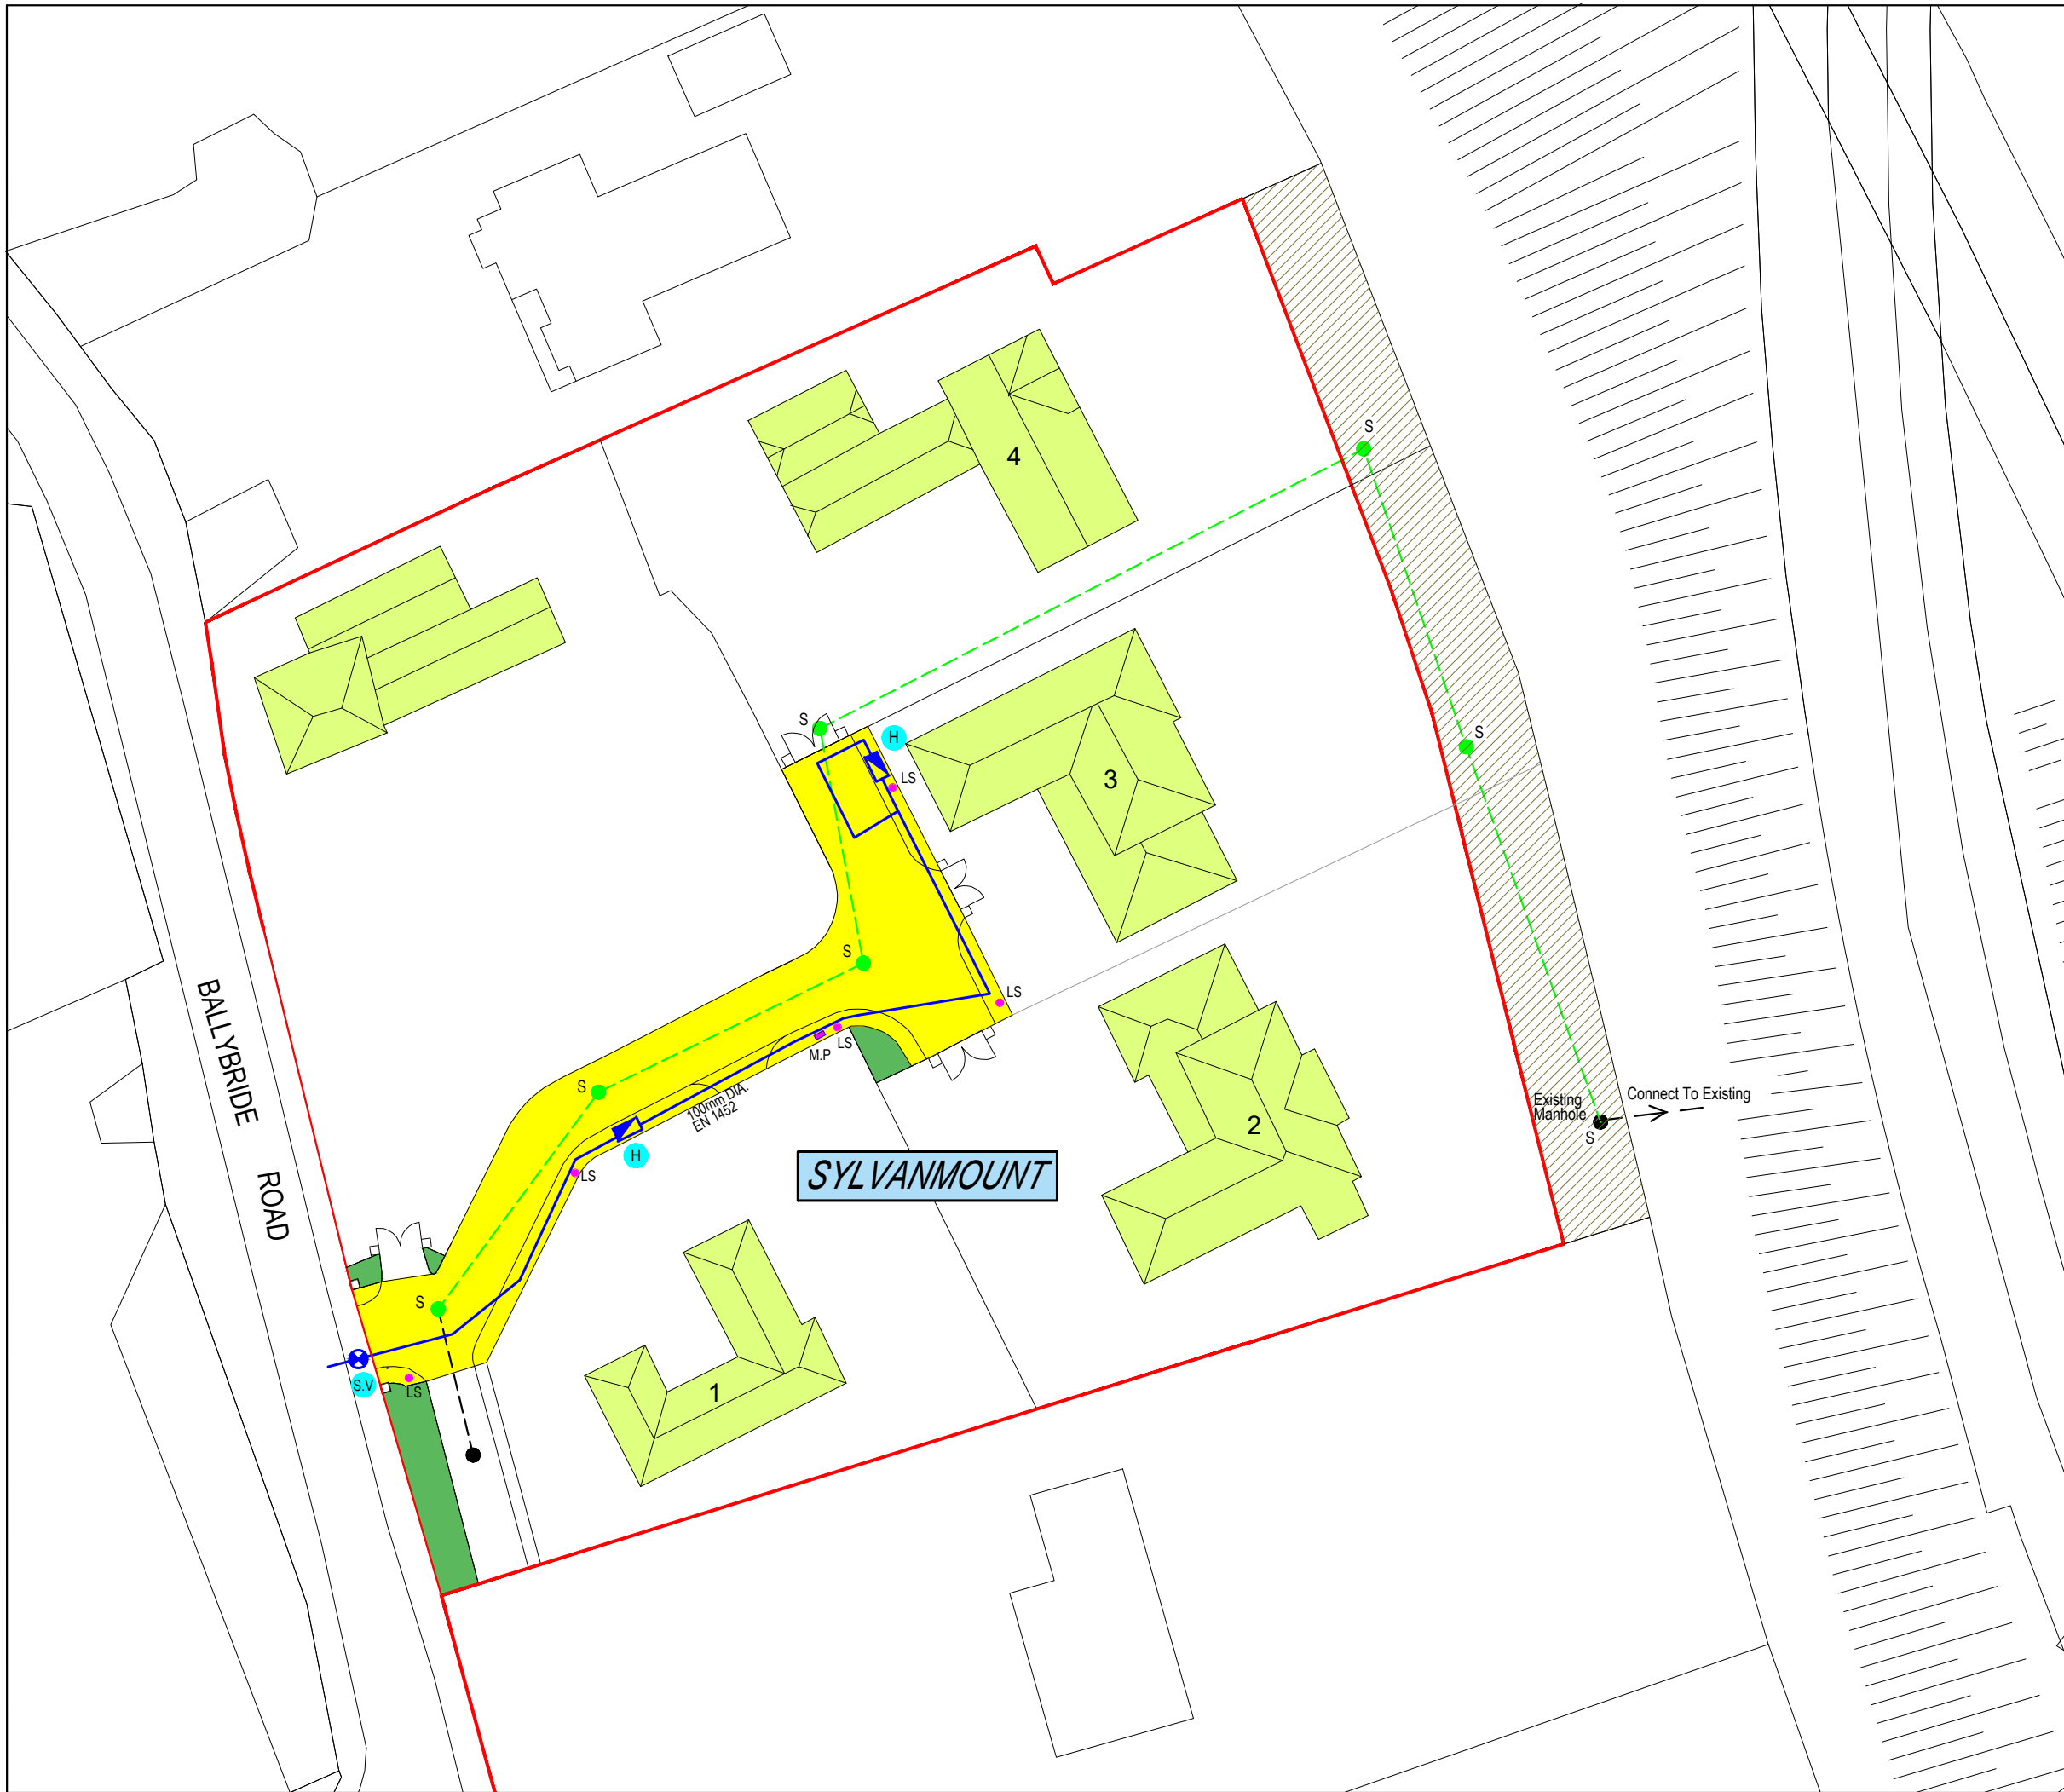 S
4
S
H
S
LS
3
BALLYBRIDE ROAD
S
LS
LS
M.P
S
100mm DIA.
EN 1452
Existing
Manhole
Connect To Existing
S
2
H
SYLVANMOUNT
LS
S
S.V
LS
1